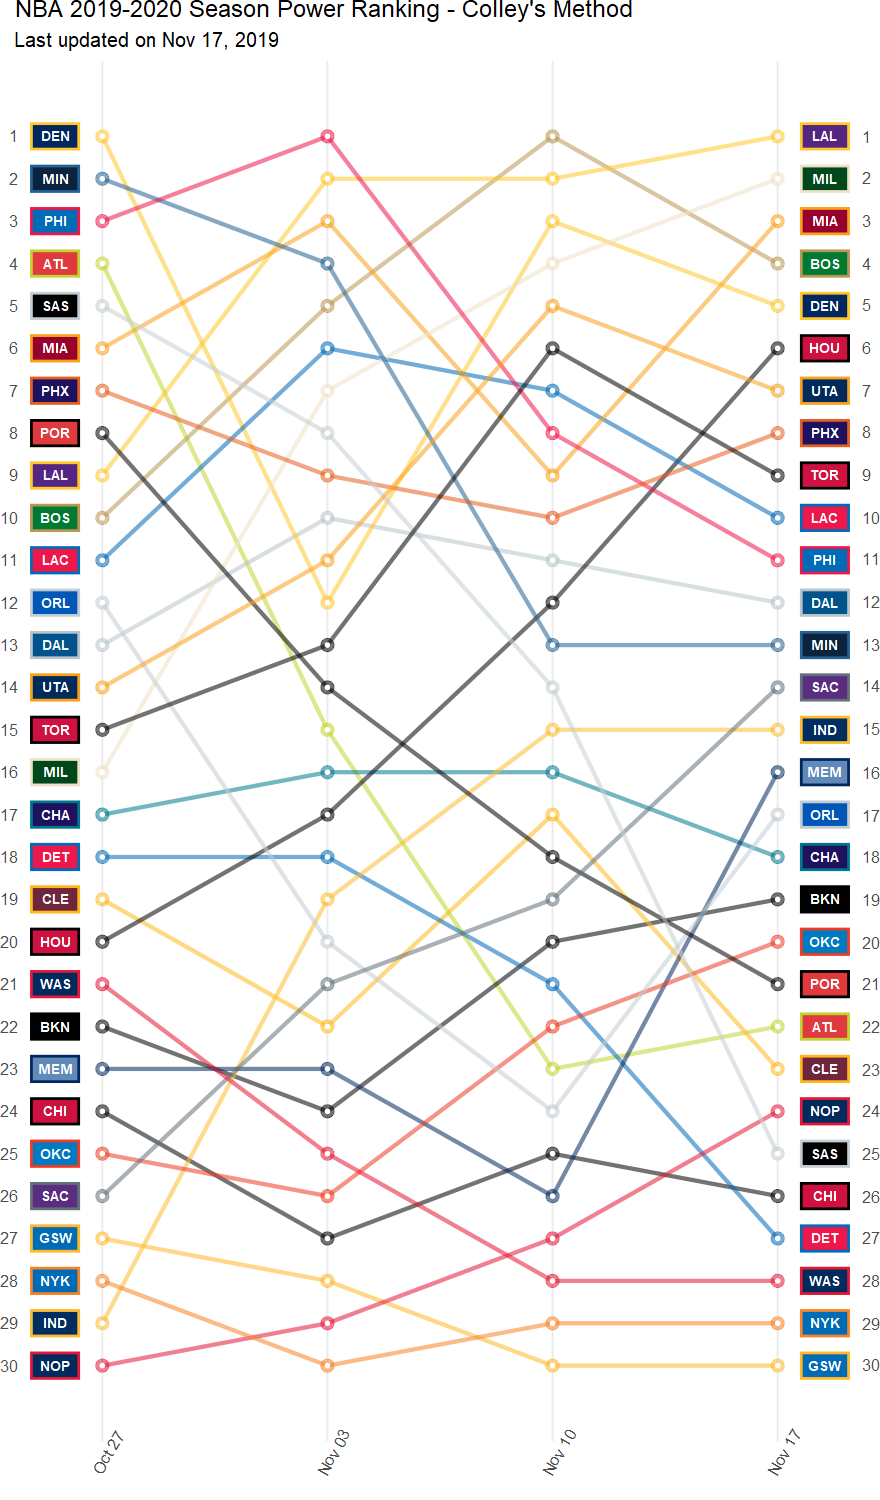 NBA 2019-2020 Season Power Ranking - Colley's Method
Last updated on Nov 17, 2019
1 DEN LAL 1
2 MIN MIL 2
3 PHI MIA 3
4 ATL BOS 4
5 SAS DEN 5
6 MIA HOU 6
7 PHX UTA 7
8 POR PHX 8
9 LAL TOR 9
10 BOS LAC 10
11 LAC PHI 11
12 ORL DAL 12
13 DAL MIN 13
14 UTA SAC 14
15 TOR IND 15
16 MIL MEM 16
17 CHA ORL 17
18 DET CHA 18
19 CLE BKN 19
20 HOU OKC 20
21 WAS POR 21
22 BKN ATL 22
23 MEM CLE 23
24 CHI NOP 24
25 OKC SAS 25
26 SAC CHI 26
27 GSW DET 27
28 NYK WAS 28
29 IND NYK 29
30 NOP GSW 30
Oct 27 Nov 03 Nov 10 Nov 17